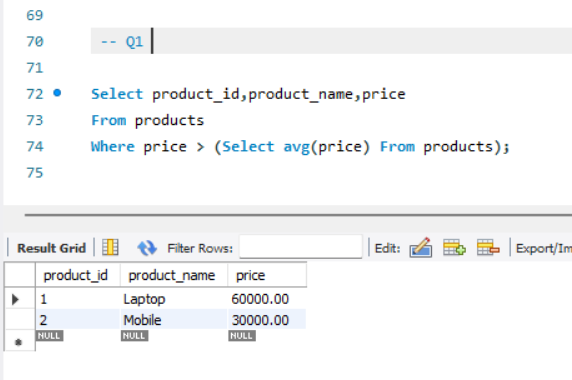 69
70 -- Q1
71
72 Select product_id,product_name,price
73 From products
74 Where price > (Select avg(price) From products);
75
Result Grid Filter Rows: Edit: Export/Im
product_id product_name price
1 Laptop 60000.00
2 Mobile 30000.00
NULL NULL NULL